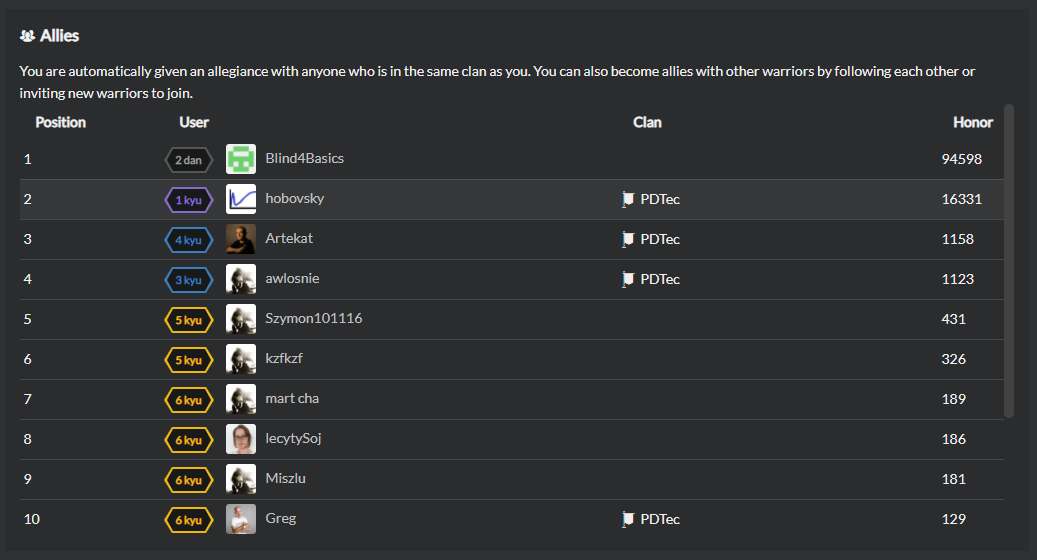 Allies
You are automatically given an allegiance with anyone who is in the same clan as you. You can also become allies with other warriors by following each other or
inviting new warriors to join.
Position User Clan Honor
1 2 dan Blind4Basics 94598
2 1 kyu hobovsky PDTec 16331
3 4 kyu Artekat PDTec 1158
4 3 kyu awlosnie PDTec 1123
5 5 kyu Szymon101116 431
6 5 kyu kzfkzf 326
7 6 kyu mart cha 189
8 6 kyu lecytySoj 186
9 6 kyu Miszlu 181
10 6 kyu Greg PDTec 129